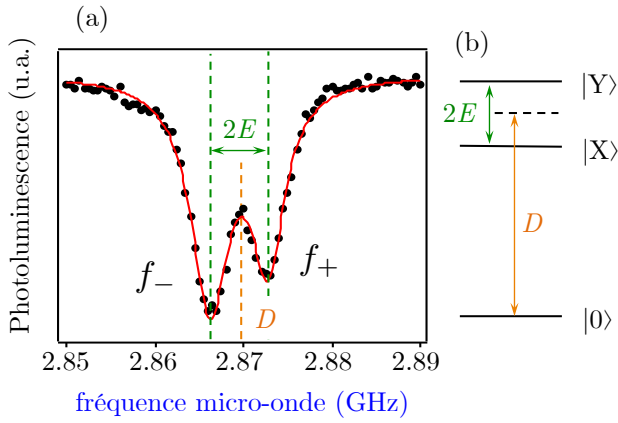 (a)
Photoluminescence (u.a.)
2E
f₋
f₊
D
2.85
2.86
2.87
2.88
2.89
fréquence micro-onde (GHz)
(b)
|Y⟩
2E
|X⟩
D
|0⟩